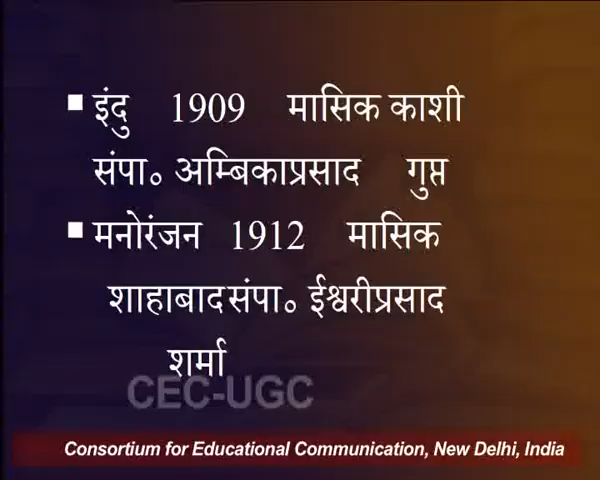 ▪ इंदु 1909 मासिक काशी
संपा॰ अम्बिकाप्रसाद गुप्त
▪ मनोरंजन 1912 मासिक
शाहाबाद संपा॰ ईश्वरीप्रसाद
शर्मा
CEC-UGC
Consortium for Educational Communication, New Delhi, India